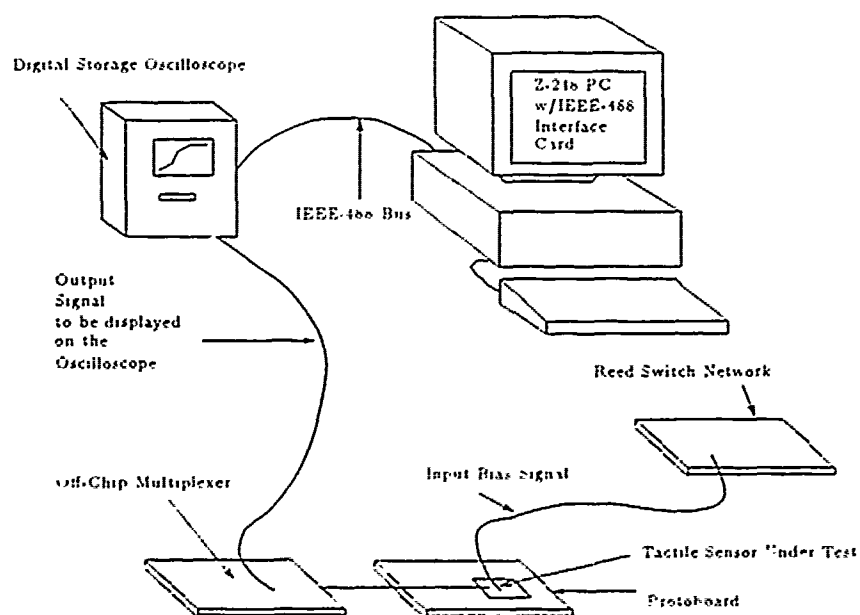 Digital Storage Oscilloscope
Z-248 PC
w/IEEE-488
Interface
Card
IEEE-488 Bus
Output
Signal
to be displayed
on the
Oscilloscope
Reed Switch Network
Off-Chip Multiplexer
Input Bias Signal
Tactile Sensor Under Test
Protoboard